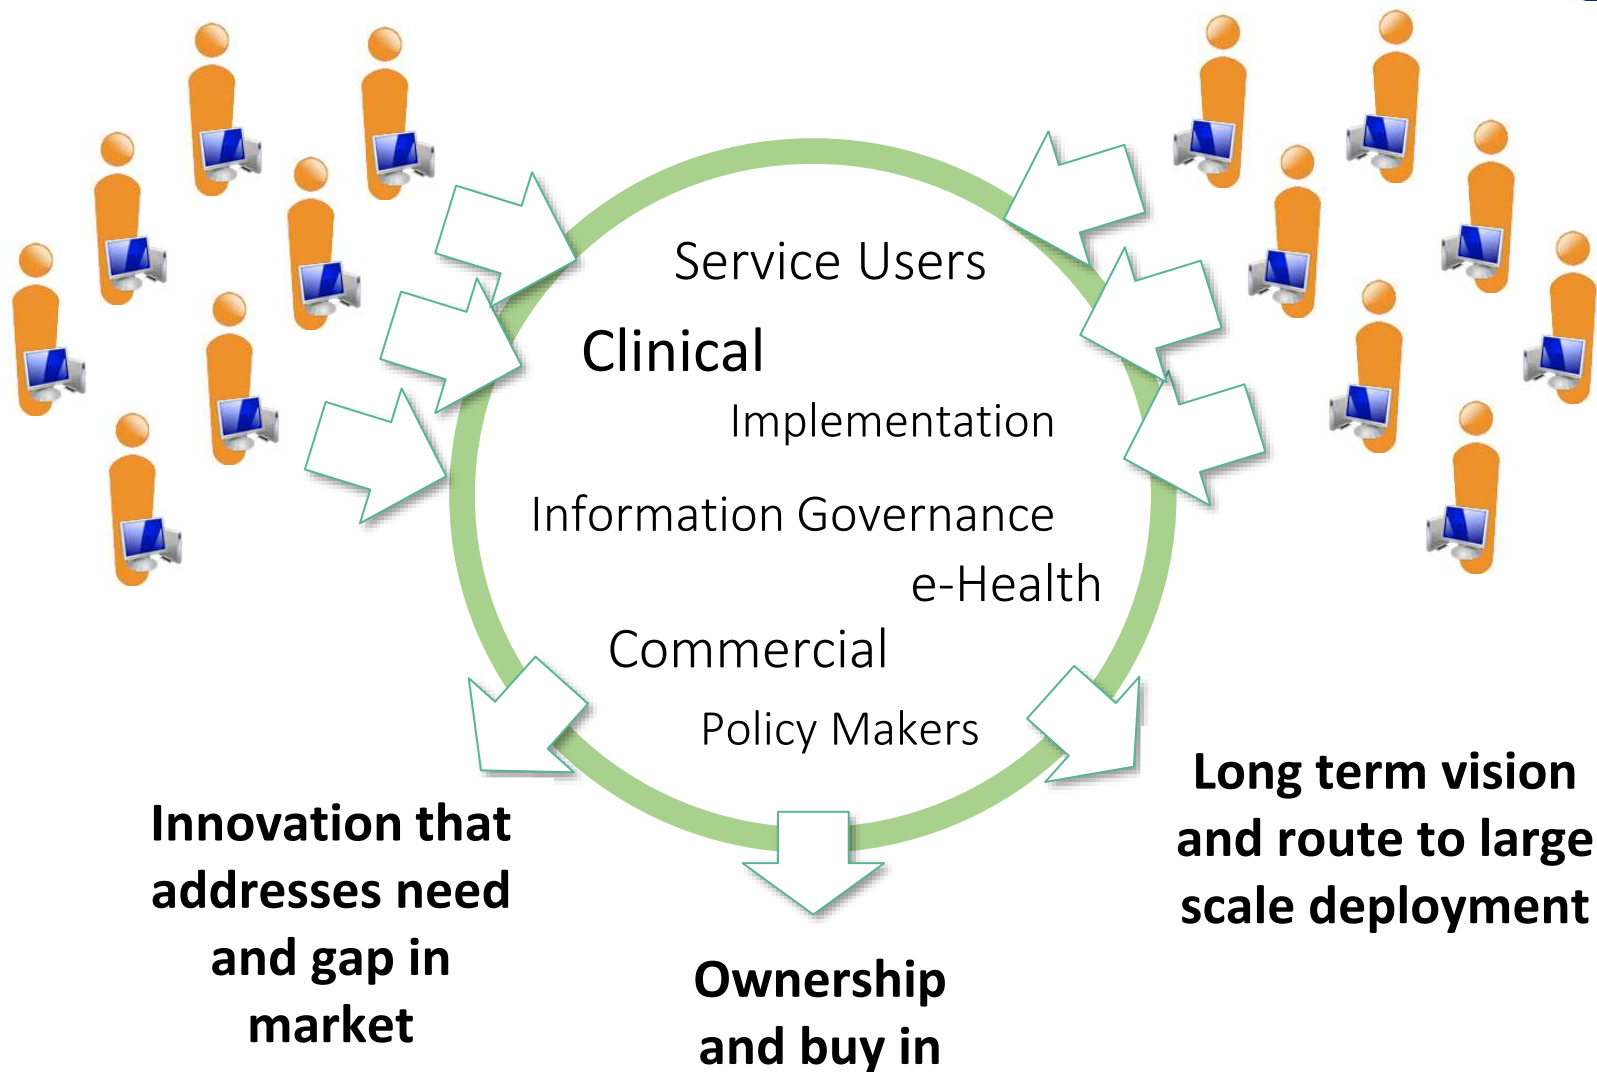 Service Users
Clinical
Implementation
Information Governance
e-Health
Commercial
Policy Makers
Innovation that
addresses need
and gap in
market
Ownership
and buy in
Long term vision
and route to large
scale deployment